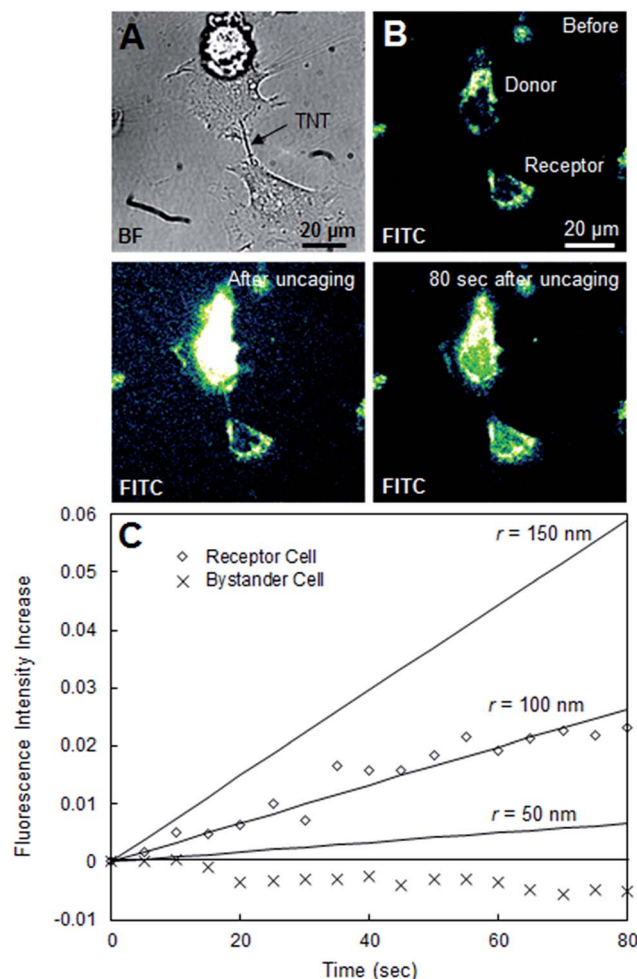 A
TNT
BF
20 µm
B
Before
Donor
Receptor
FITC
20 µm
After uncaging
FITC
80 sec after uncaging
FITC
C
Receptor Cell
Bystander Cell
r = 150 nm
r = 100 nm
r = 50 nm
Fluorescence Intensity Increase
0.06
0.05
0.04
0.03
0.02
0.01
0
-0.01
0
20
40
60
80
Time (sec)